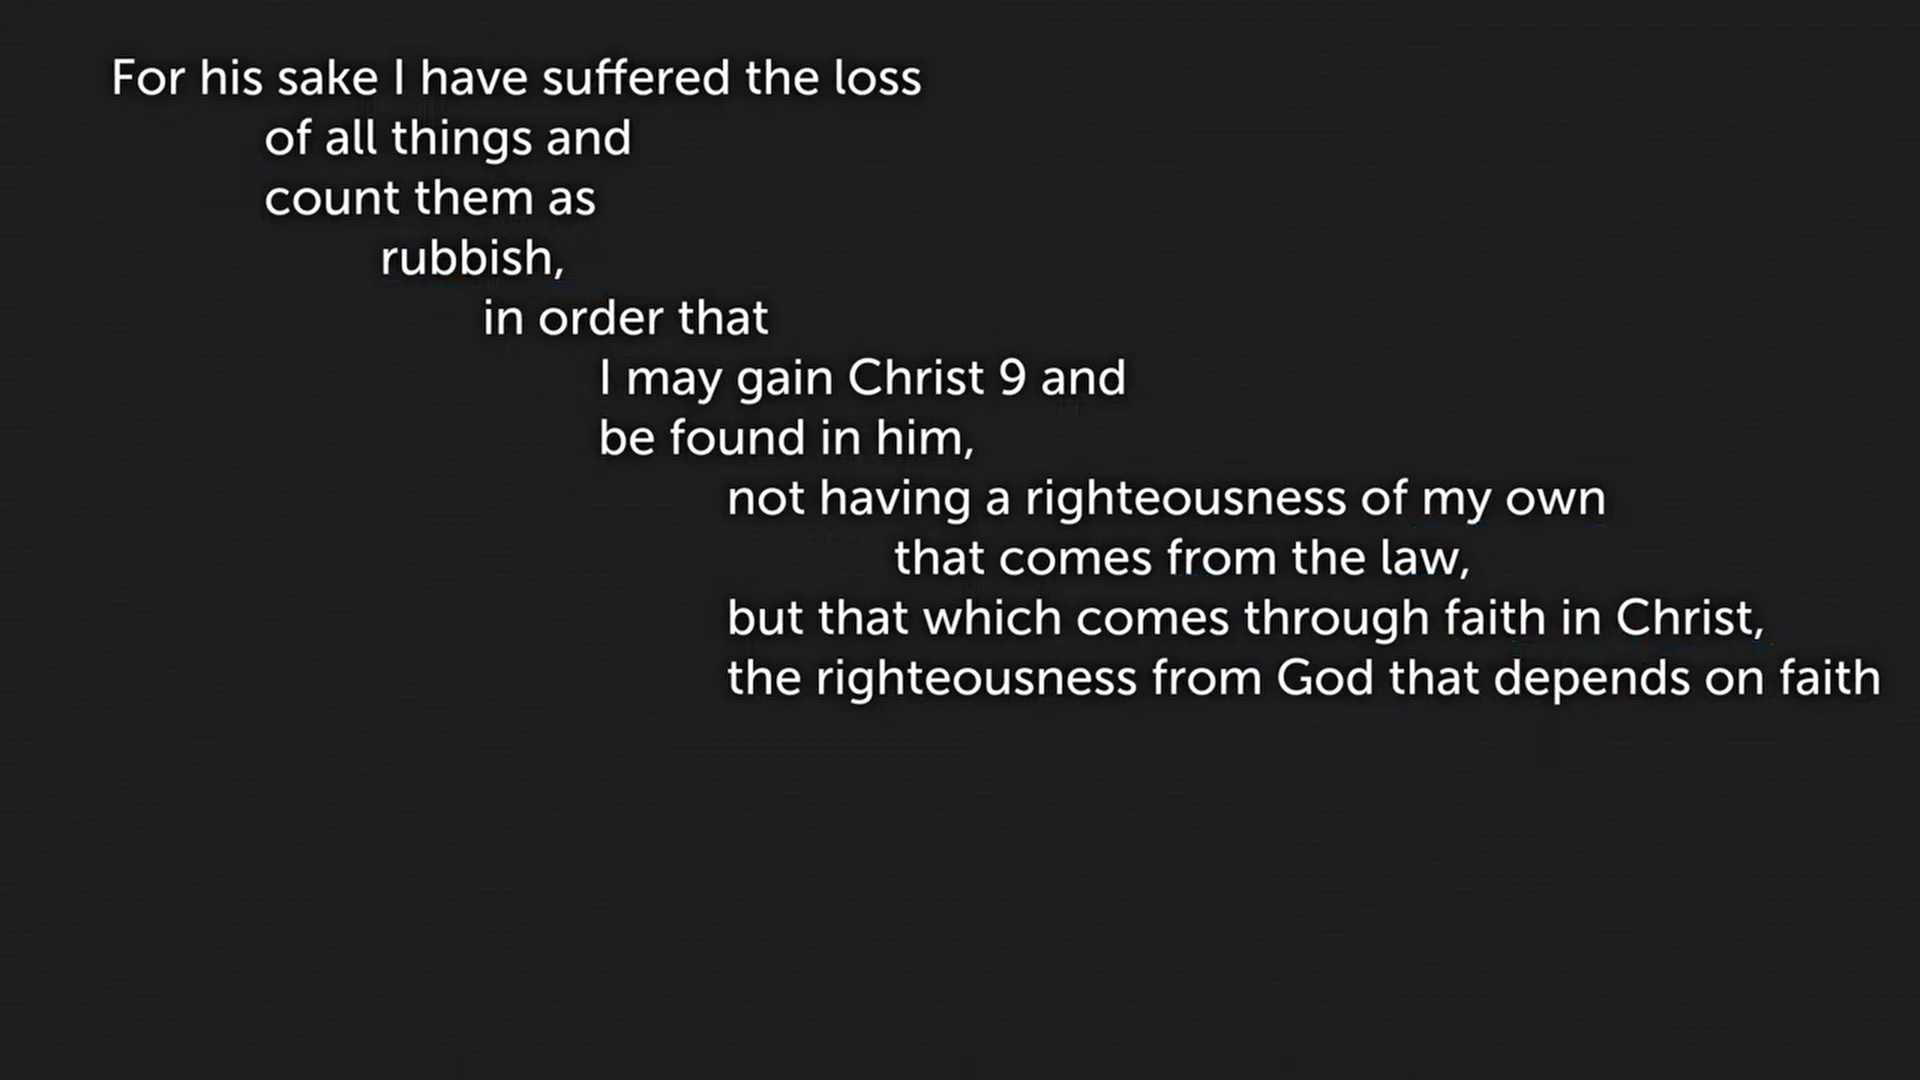 For his sake I have suffered the loss
of all things and
count them as
rubbish,
in order that
I may gain Christ 9 and
be found in him,
not having a righteousness of my own
that comes from the law,
but that which comes through faith in Christ,
the righteousness from God that depends on faith